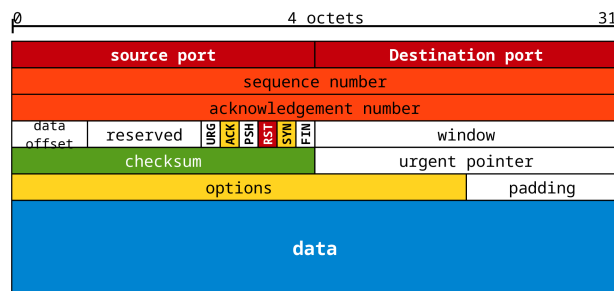 0 4 octets 31
source port Destination port
sequence number
acknowledgement number
data offset reserved URG ACK PSH RST SYN FIN window
checksum urgent pointer
options padding
data